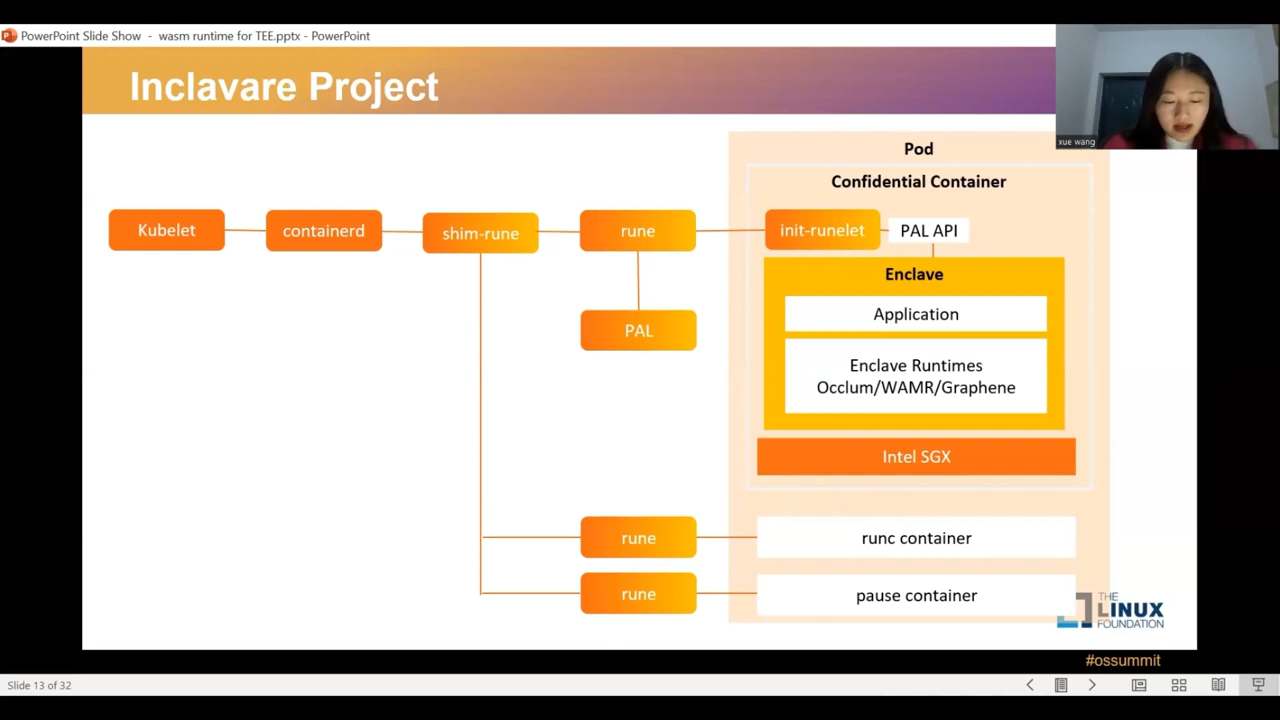 PowerPoint Slide Show - wasm runtime for TEE.pptx - PowerPoint
Inclavare Project
xue wang
Pod
Confidential Container
Kubelet
containerd
shim-rune
rune
init-runelet
PAL API
Enclave
Application
PAL
Enclave Runtimes
Occlum/WAMR/Graphene
Intel SGX
rune
runc container
rune
pause container
THE
LINUX
FOUNDATION
#ossummit
Slide 13 of 32